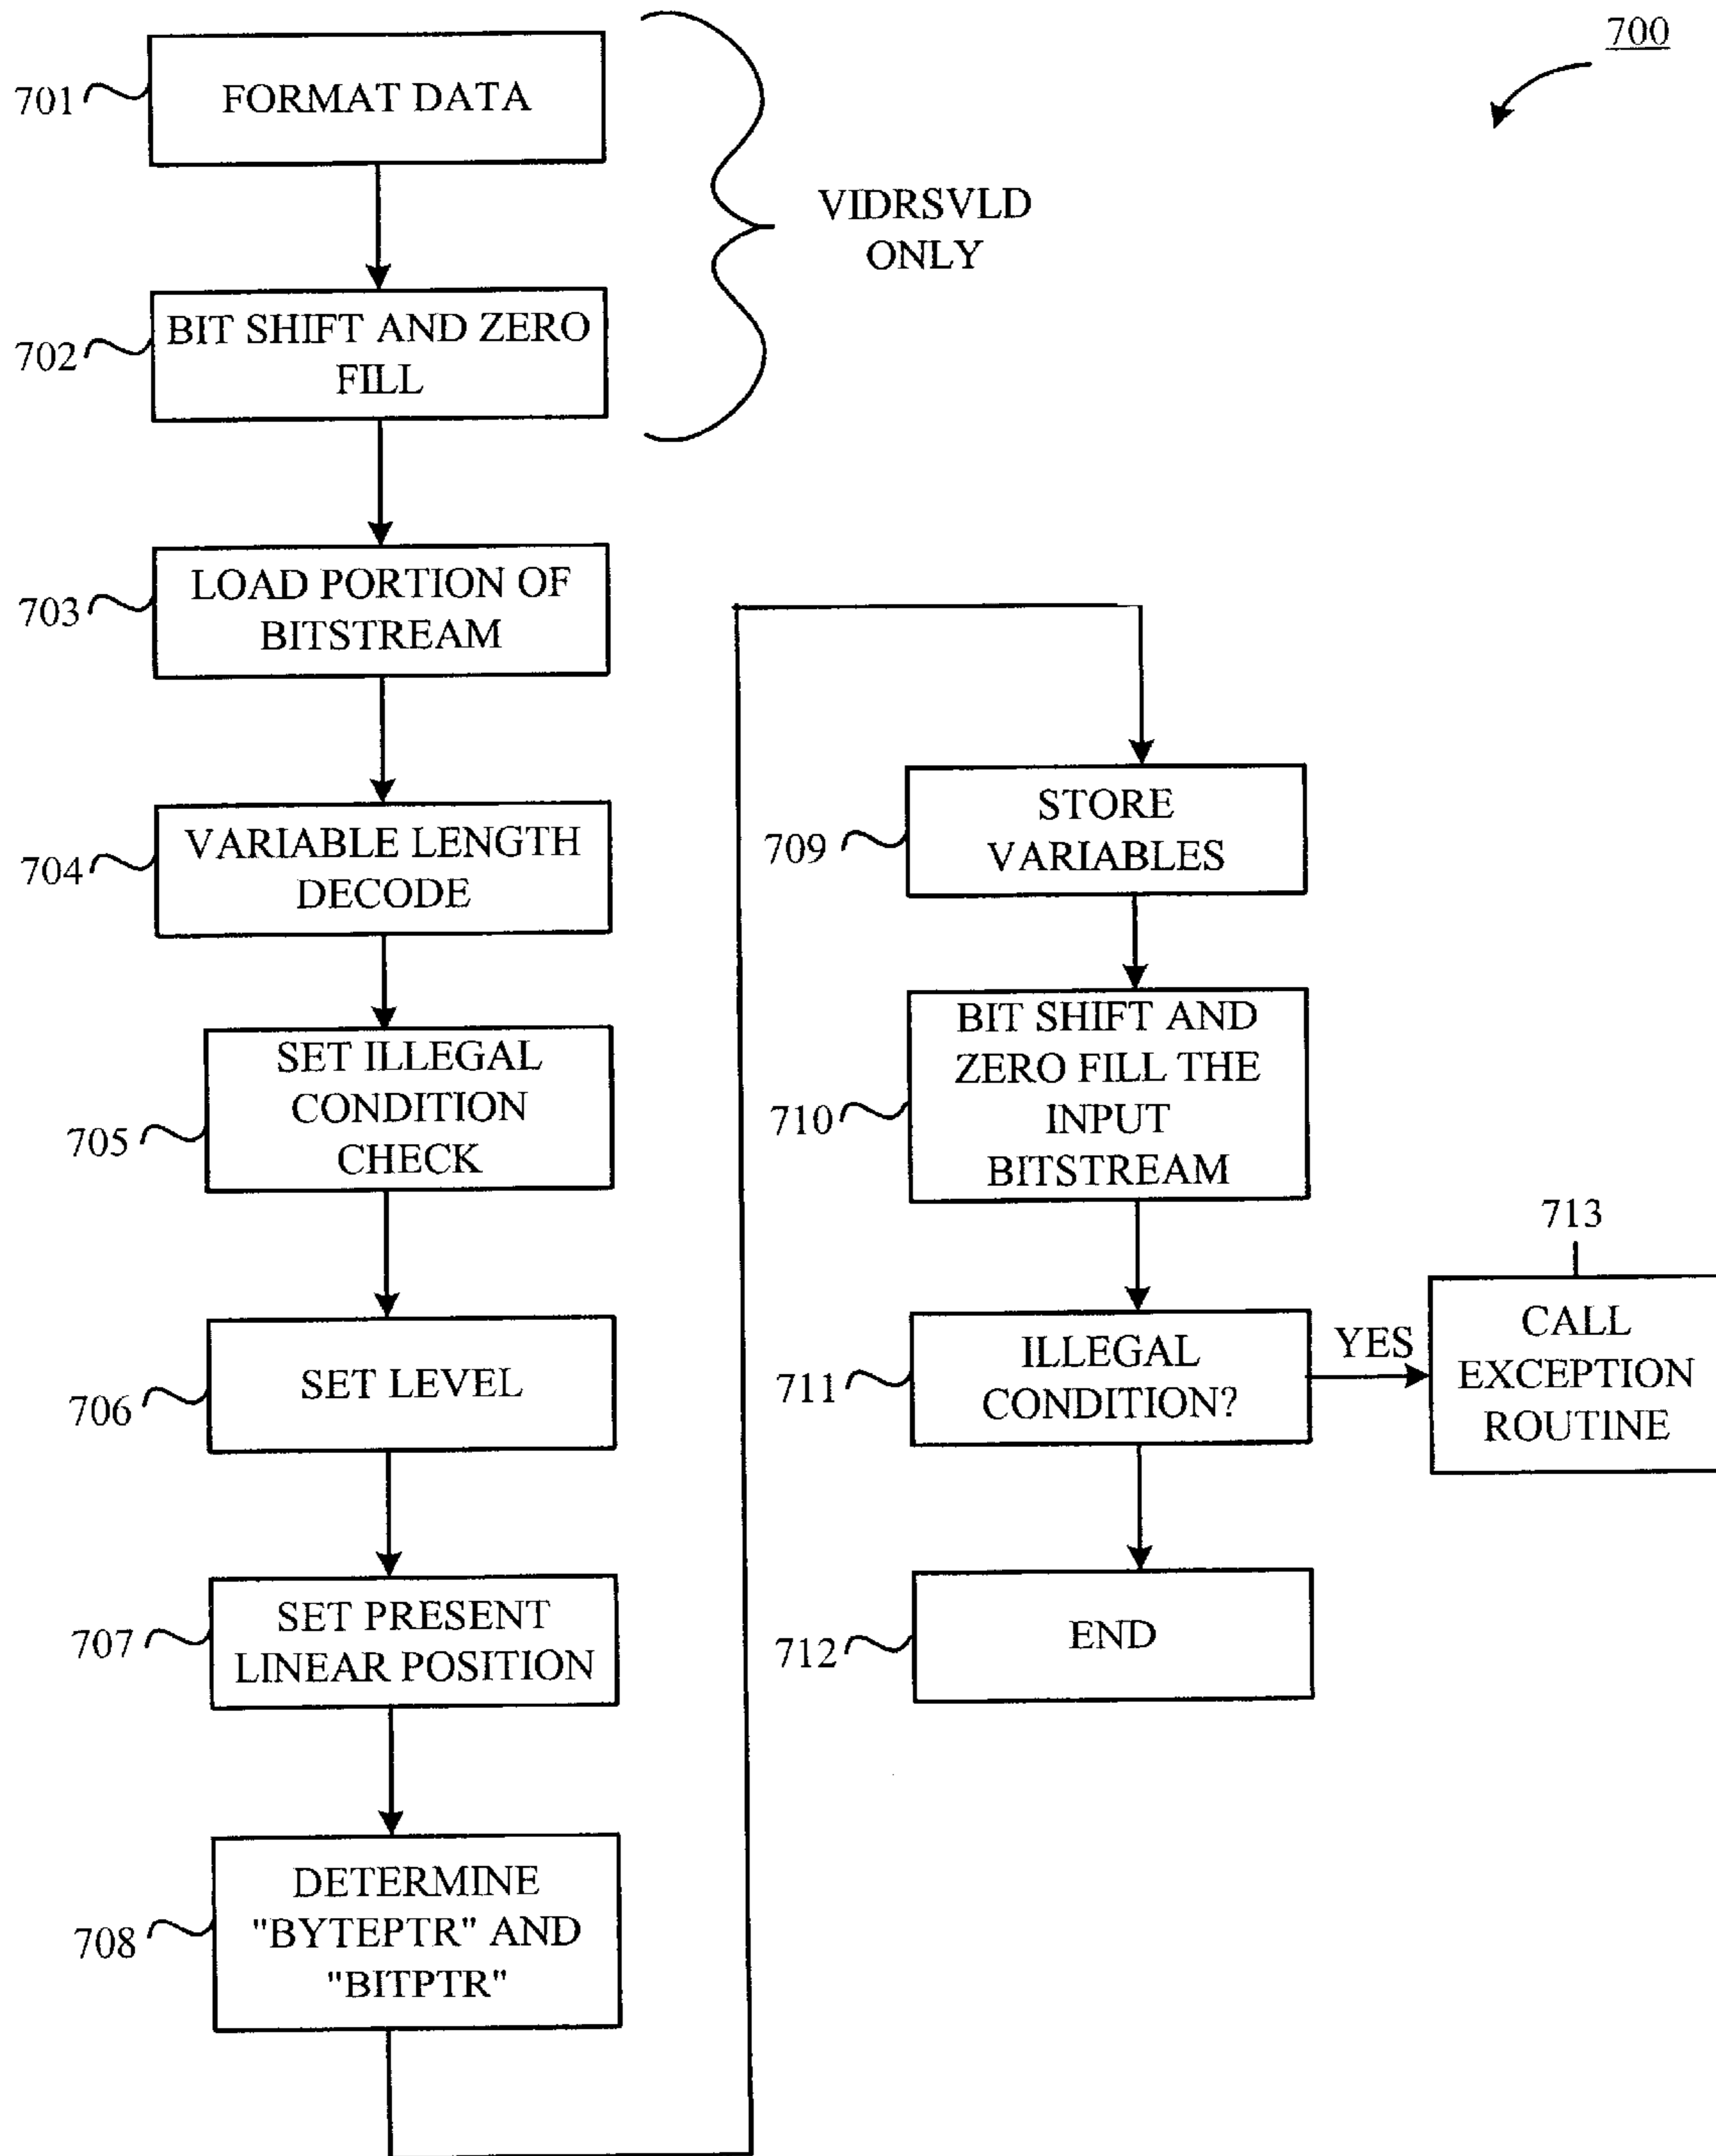 700
701
FORMAT DATA
VIDRSVLD
ONLY
702
BIT SHIFT AND ZERO
FILL
703
LOAD PORTION OF
BITSTREAM
704
VARIABLE LENGTH
DECODE
705
SET ILLEGAL
CONDITION
CHECK
706
SET LEVEL
707
SET PRESENT
LINEAR POSITION
708
DETERMINE
"BYTEPTR" AND
"BITPTR"
709
STORE
VARIABLES
710
BIT SHIFT AND
ZERO FILL THE
INPUT
BITSTREAM
711
ILLEGAL
CONDITION?
YES
713
CALL
EXCEPTION
ROUTINE
712
END